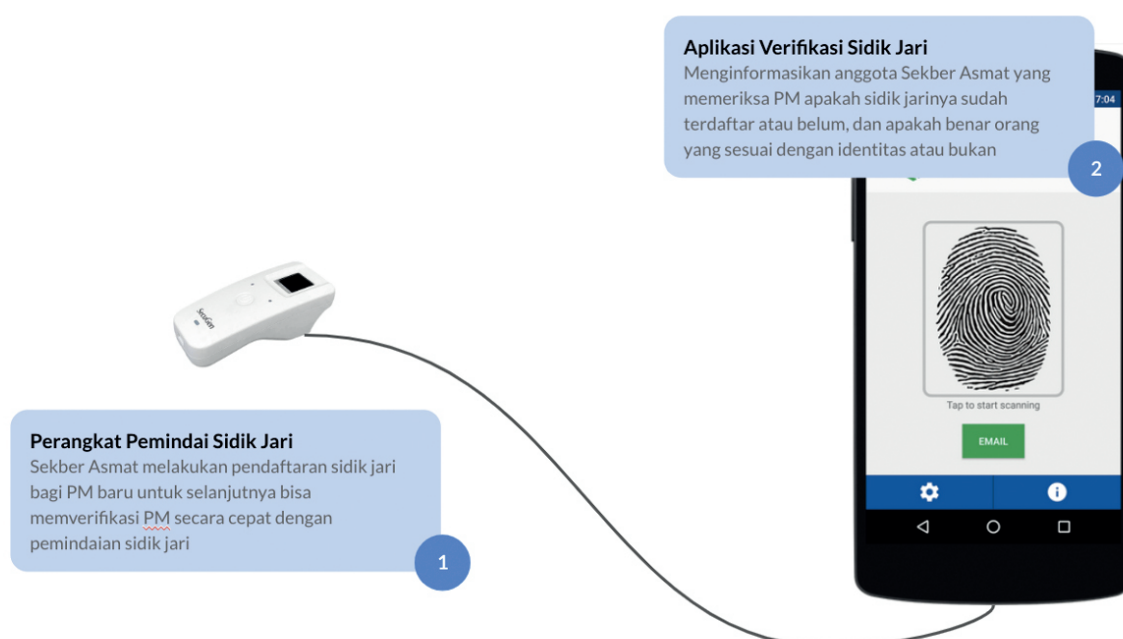 Aplikasi Verifikasi Sidik Jari
Menginformasikan anggota Sekber Asmat yang
memeriksa PM apakah sidik jarinya sudah
terdaftar atau belum, dan apakah benar orang
yang sesuai dengan identitas atau bukan
2
7:04
Tap to start scanning
EMAIL
Perangkat Pemindai Sidik Jari
Sekber Asmat melakukan pendaftaran sidik jari
bagi PM baru untuk selanjutnya bisa
memverifikasi PM secara cepat dengan
pemindaian sidik jari
1